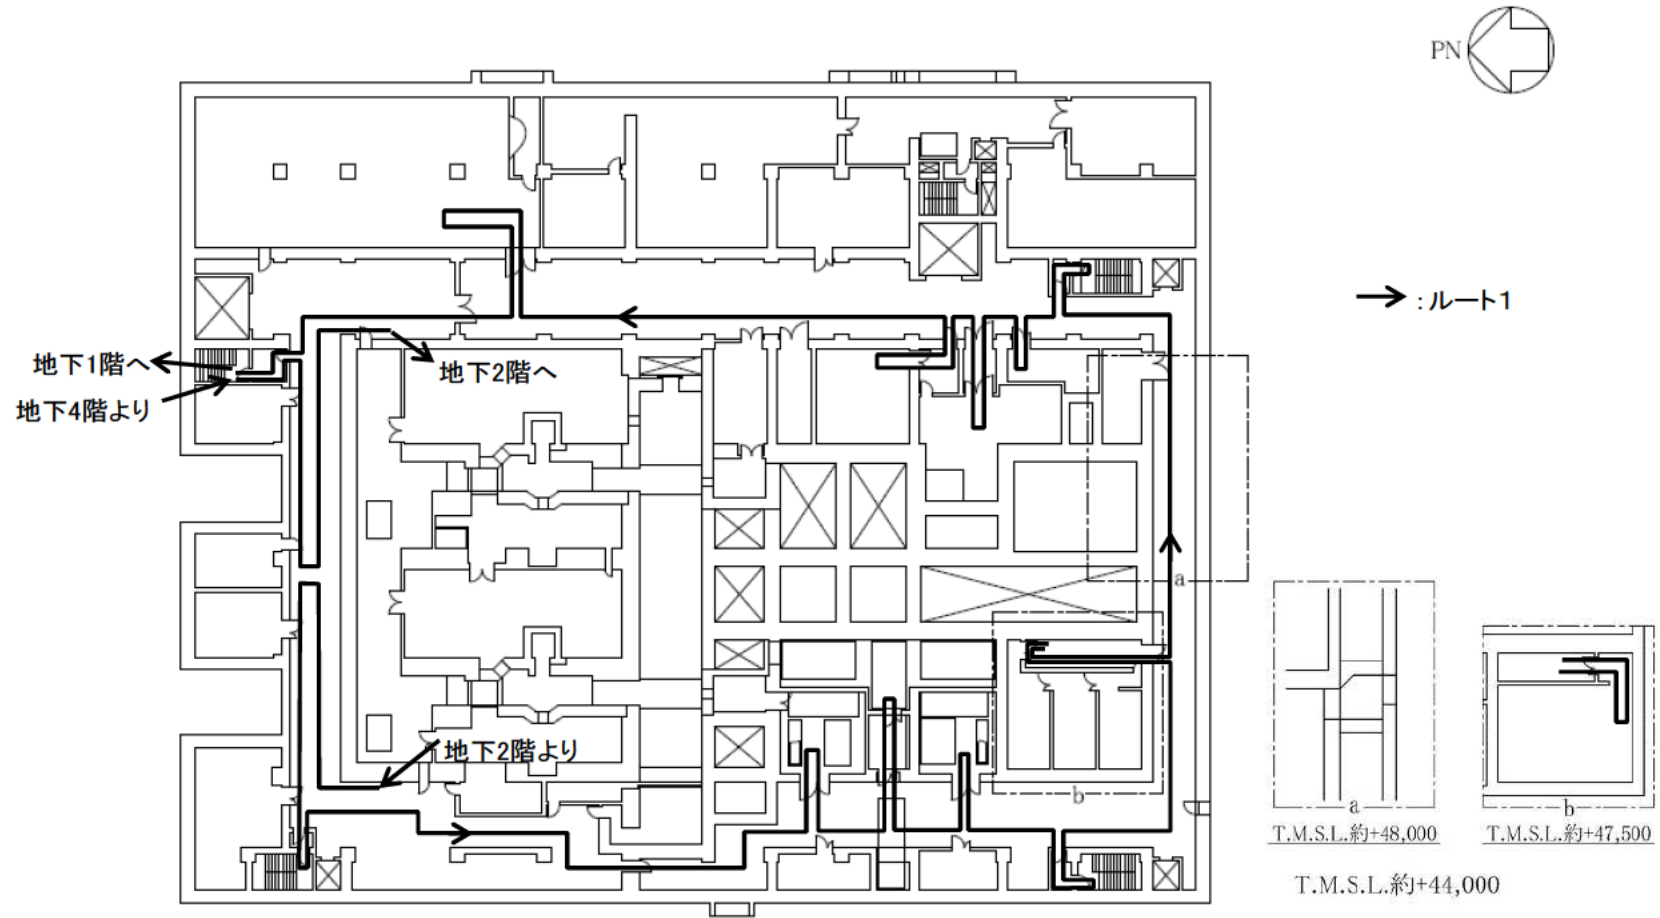 PN
：ルート1
地下1階へ
地下2階へ
地下4階より
a
地下2階より
b
a
b
T.M.S.L.約+48,000
T.M.S.L.約+47,500
T.M.S.L.約+44,000